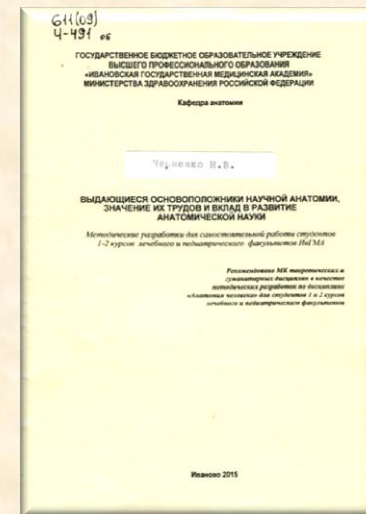 611(09)
Ч-491 об
ГОСУДАРСТВЕННОЕ БЮДЖЕТНОЕ ОБРАЗОВАТЕЛЬНОЕ УЧРЕЖДЕНИЕ
ВЫСШЕГО ПРОФЕССИОНАЛЬНОГО ОБРАЗОВАНИЯ
«ИВАНОВСКАЯ ГОСУДАРСТВЕННАЯ МЕДИЦИНСКАЯ АКАДЕМИЯ»
МИНИСТЕРСТВА ЗДРАВООХРАНЕНИЯ РОССИЙСКОЙ ФЕДЕРАЦИИ
Кафедра анатомии
Черненко Н.В.
ВЫДАЮЩИЕСЯ ОСНОВОПОЛОЖНИКИ НАУЧНОЙ АНАТОМИИ,
ЗНАЧЕНИЕ ИХ ТРУДОВ И ВКЛАД В РАЗВИТИЕ
АНАТОМИЧЕСКОЙ НАУКИ
Методические разработки для самостоятельной работы студентов
1-2 курсов лечебного и педиатрического факультетов ИвГМА
Рекомендовано МК теоретических и
гуманитарных дисциплин в качестве
методических разработок по дисциплине
«Анатомия человека» для студентов 1 и 2 курсов
лечебного и педиатрического факультетов
Иваново 2015